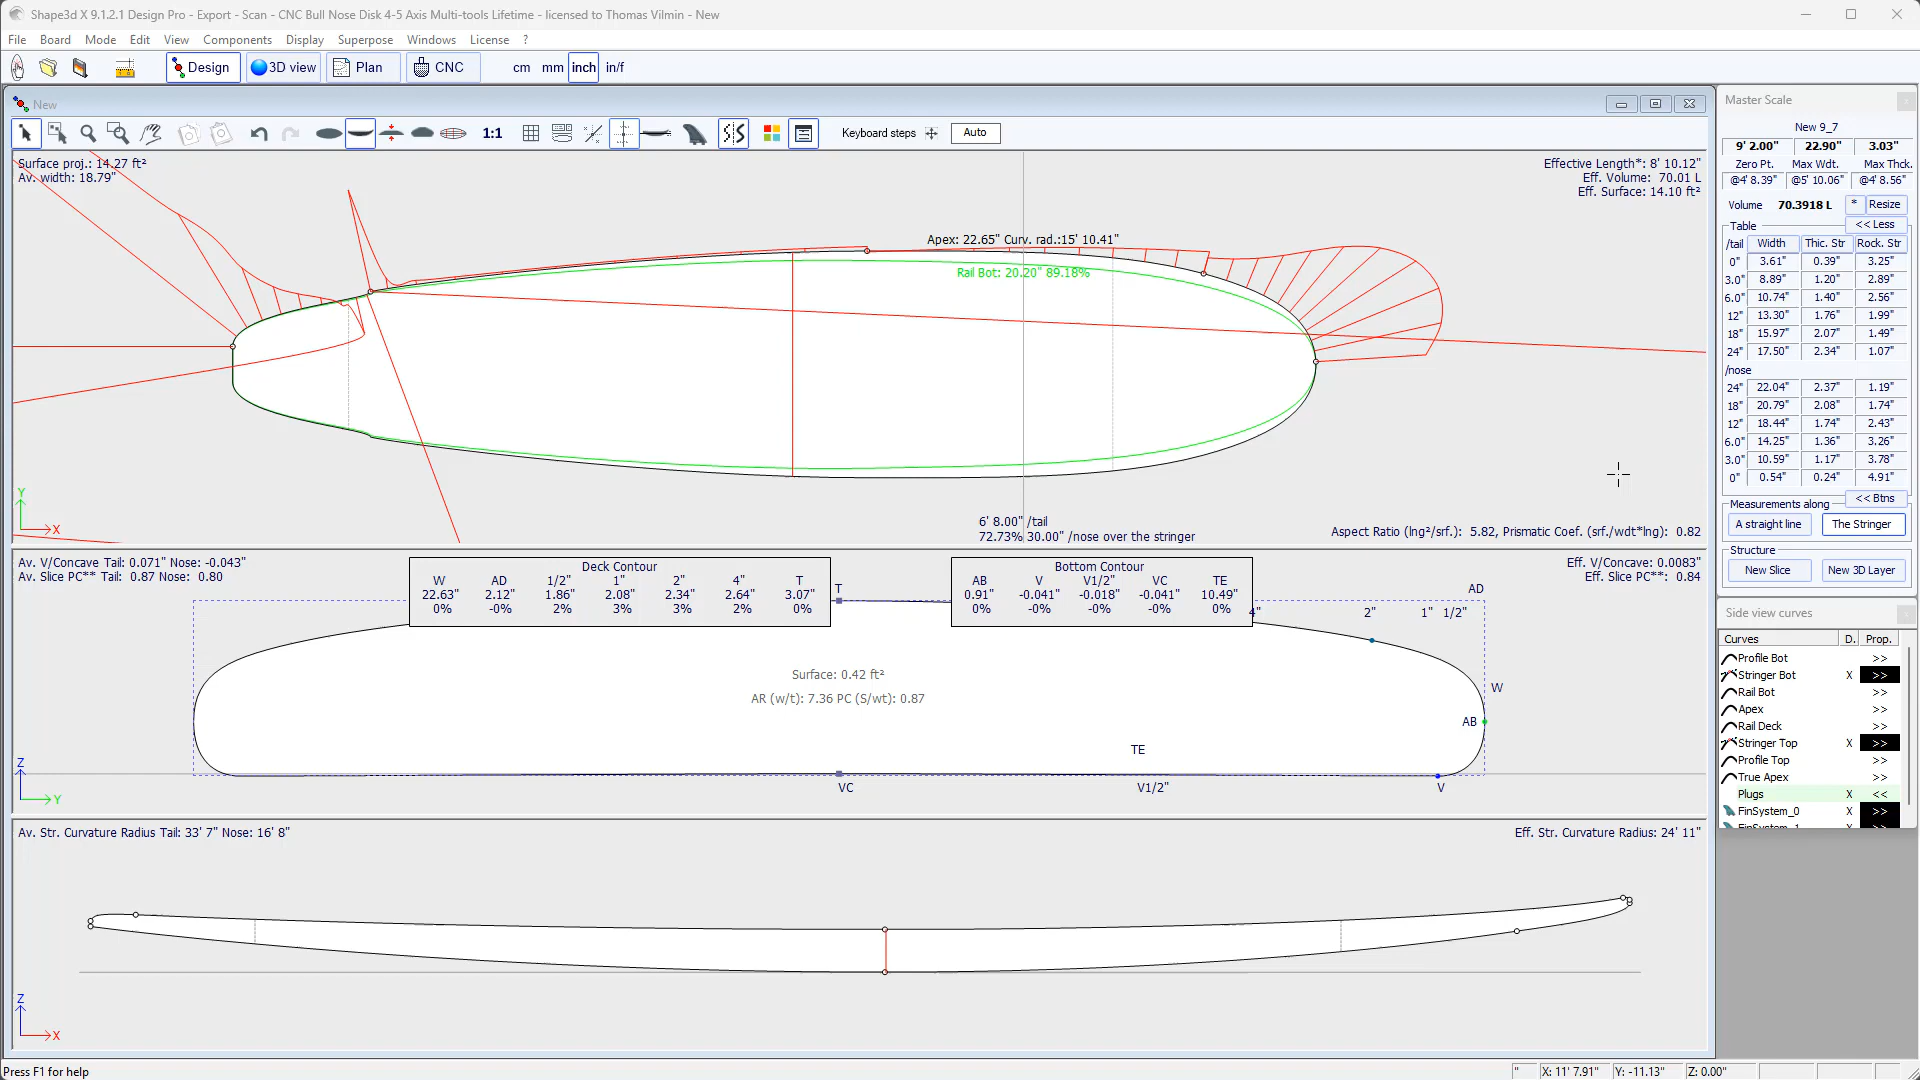 Shape3d X 9.1.2.1 Design Pro - Export - Scan - CNC Bull Nose Disk 4-5 Axis Multi-tools Lifetime - licensed to Thomas Vilmin - New
File Board Mode Edit View Components Display Superpose Windows License ?
Design 3D view Plan CNC cm mm inch in/f
New
1:1 Keyboard steps Auto
Surface proj.: 14.27 ft²
Av. width: 18.79"
Effective Length*: 8' 10.12"
Eff. Volume: 70.01 L
Eff. Surface: 14.10 ft²
Apex: 22.65" Curv. rad.:15' 10.41"
Rail Bot: 20.20" 89.18%
Y
X
6' 8.00" /tail
72.73% 30.00" /nose over the stringer
Aspect Ratio (lng²/srf.): 5.82, Prismatic Coef. (srf./wdt*lng): 0.82
Av. V/Concave Tail: 0.071" Nose: -0.043"
Av. Slice PC** Tail: 0.87 Nose: 0.80
Eff. V/Concave: 0.0083"
Eff. Slice PC**: 0.84
Deck Contour
W AD 1/2" 1" 2" 4" T
22.63" 2.12" 1.86" 2.08" 2.34" 2.64" 3.07"
0% -0% 2% 3% 3% 2% 0%
Bottom Contour
AB V V1/2" VC TE
0.91" -0.041" -0.018" -0.041" 10.49"
0% -0% -0% -0% 0%
T
AD
4" 2" 1" 1/2"
Surface: 0.42 ft²
AR (w/t): 7.36 PC (S/wt): 0.87
W
AB
TE
VC V1/2" V
Z
Y
Av. Str. Curvature Radius Tail: 33' 7" Nose: 16' 8"
Eff. Str. Curvature Radius: 24' 11"
Z
X
Master Scale
New 9_7
9' 2.00" 22.90" 3.03"
Zero Pt. Max Wdt. Max Thck.
@4' 8.39" @5' 10.06" @4' 8.56"
Volume 70.3918 L * Resize
Table << Less
/tail Width Thic. Str Rock. Str
0" 3.61" 0.39" 3.25"
3.0" 8.89" 1.20" 2.89"
6.0" 10.74" 1.40" 2.56"
12" 13.30" 1.76" 1.99"
18" 15.97" 2.07" 1.49"
24" 17.50" 2.34" 1.07"
/nose
24" 22.04" 2.37" 1.19"
18" 20.79" 2.08" 1.74"
12" 18.44" 1.74" 2.43"
6.0" 14.25" 1.36" 3.26"
3.0" 10.59" 1.17" 3.78"
0" 0.54" 0.24" 4.91"
<< Btns
Measurements along
A straight line The Stringer
Structure
New Slice New 3D Layer
Side view curves
Curves D. Prop.
Profile Bot >>
Stringer Bot X >>
Rail Bot >>
Apex >>
Rail Deck >>
Stringer Top X >>
Profile Top >>
True Apex >>
Plugs X <<
FinSystem_0 X >>
FinSystem_1 X >>
Press F1 for help
" X: 11' 7.91" Y: -11.13" Z: 0.00"